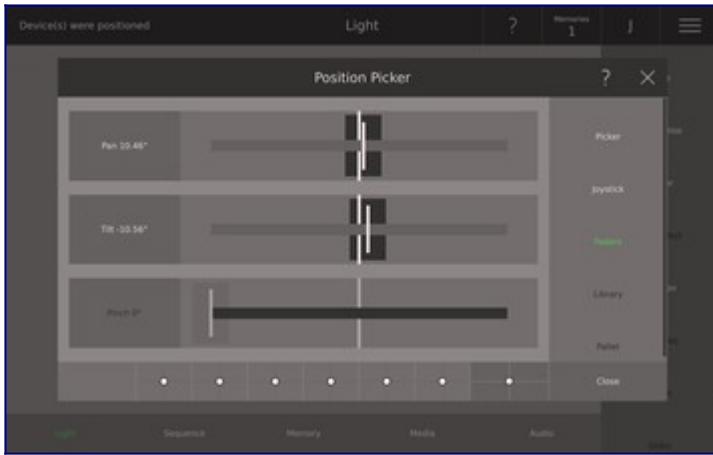 Device(s) were positioned
Light
?
Memories
1
J
Position Picker
?
Pan 10.46°
Picker
Joystick
Tilt -10.56°
Faders
Library
Pinch 0°
Pallet
Close
Light
Sequence
Memory
Media
Audio